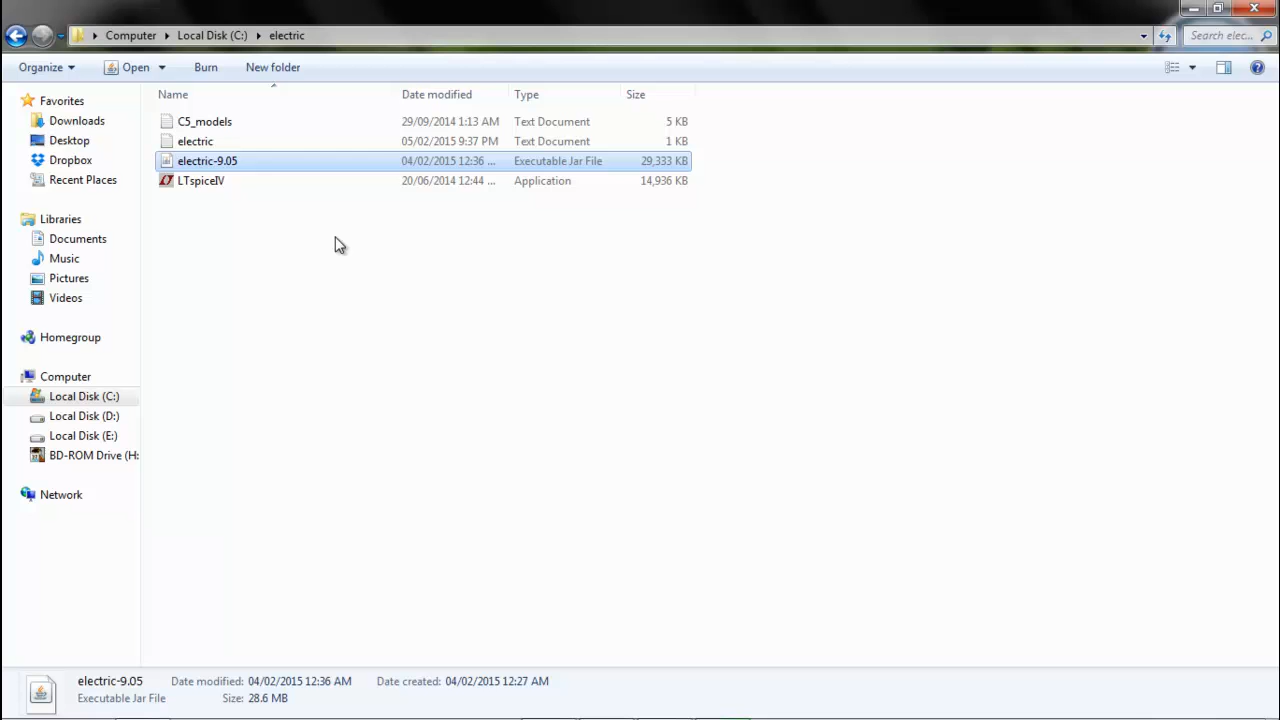 Computer Local Disk (C:) electric Search elec...
Organize Open Burn New folder
Name Date modified Type Size
C5_models 29/09/2014 1:13 AM Text Document 5 KB
electric 05/02/2015 9:37 PM Text Document 1 KB
electric-9.05 04/02/2015 12:36 ... Executable Jar File 29,333 KB
LTspiceIV 20/06/2014 12:44 ... Application 14,936 KB
Favorites
Downloads
Desktop
Dropbox
Recent Places
Libraries
Documents
Music
Pictures
Videos
Homegroup
Computer
Local Disk (C:)
Local Disk (D:)
Local Disk (E:)
BD-ROM Drive (H:
Network
electric-9.05 Date modified: 04/02/2015 12:36 AM Date created: 04/02/2015 12:27 AM
Executable Jar File Size: 28.6 MB